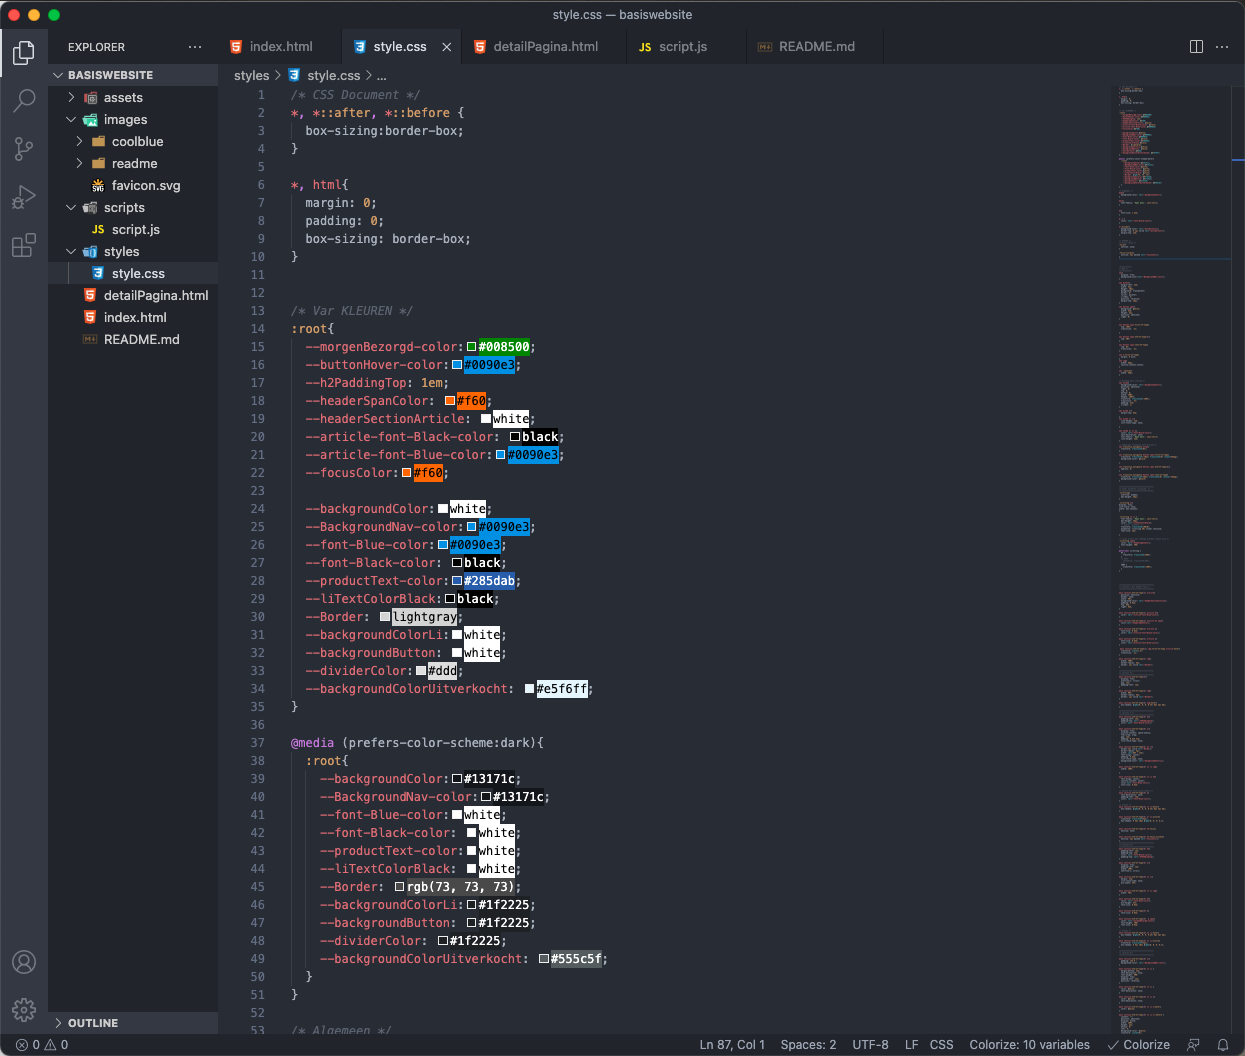 style.css — basiswebsite
EXPLORER
index.html
style.css
detailPagina.html
script.js
README.md
BASISWEBSITE
assets
images
coolblue
readme
favicon.svg
scripts
JS script.js
styles
style.css
detailPagina.html
index.html
README.md
OUTLINE
styles > style.css > ...
1 /* CSS Document */
2 *, *::after, *::before {
3 box-sizing:border-box;
4 }
5
6 *, html{
7 margin: 0;
8 padding: 0;
9 box-sizing: border-box;
10 }
11
12
13 /* Var KLEUREN */
14 :root{
15 --morgenBezorgd-color:#008500;
16 --buttonHover-color:#0090e3;
17 --h2PaddingTop: 1em;
18 --headerSpanColor: #f60;
19 --headerSectionArticle: white;
20 --article-font-Black-color: black;
21 --article-font-Blue-color:#0090e3;
22 --focusColor:#f60;
23
24 --backgroundColor:white;
25 --BackgroundNav-color:#0090e3;
26 --font-Blue-color:#0090e3;
27 --font-Black-color: black;
28 --productText-color:#285dab;
29 --liTextColorBlack:black;
30 --Border: lightgray;
31 --backgroundColorLi:white;
32 --backgroundButton: white;
33 --dividerColor:#ddd;
34 --backgroundColorUitverkocht: #e5f6ff;
35 }
36
37 @media (prefers-color-scheme:dark){
38 :root{
39 --backgroundColor:#13171c;
40 --BackgroundNav-color:#13171c;
41 --font-Blue-color:white;
42 --font-Black-color: white;
43 --productText-color:white;
44 --liTextColorBlack: white;
45 --Border: rgb(73, 73, 73);
46 --backgroundColorLi:#1f2225;
47 --backgroundButton: #1f2225;
48 --dividerColor: #1f2225;
49 --backgroundColorUitverkocht: #555c5f;
50 }
51 }
52
53 /* Algemeen */
0 0
Ln 87, Col 1 Spaces: 2 UTF-8 LF CSS Colorize: 10 variables Colorize